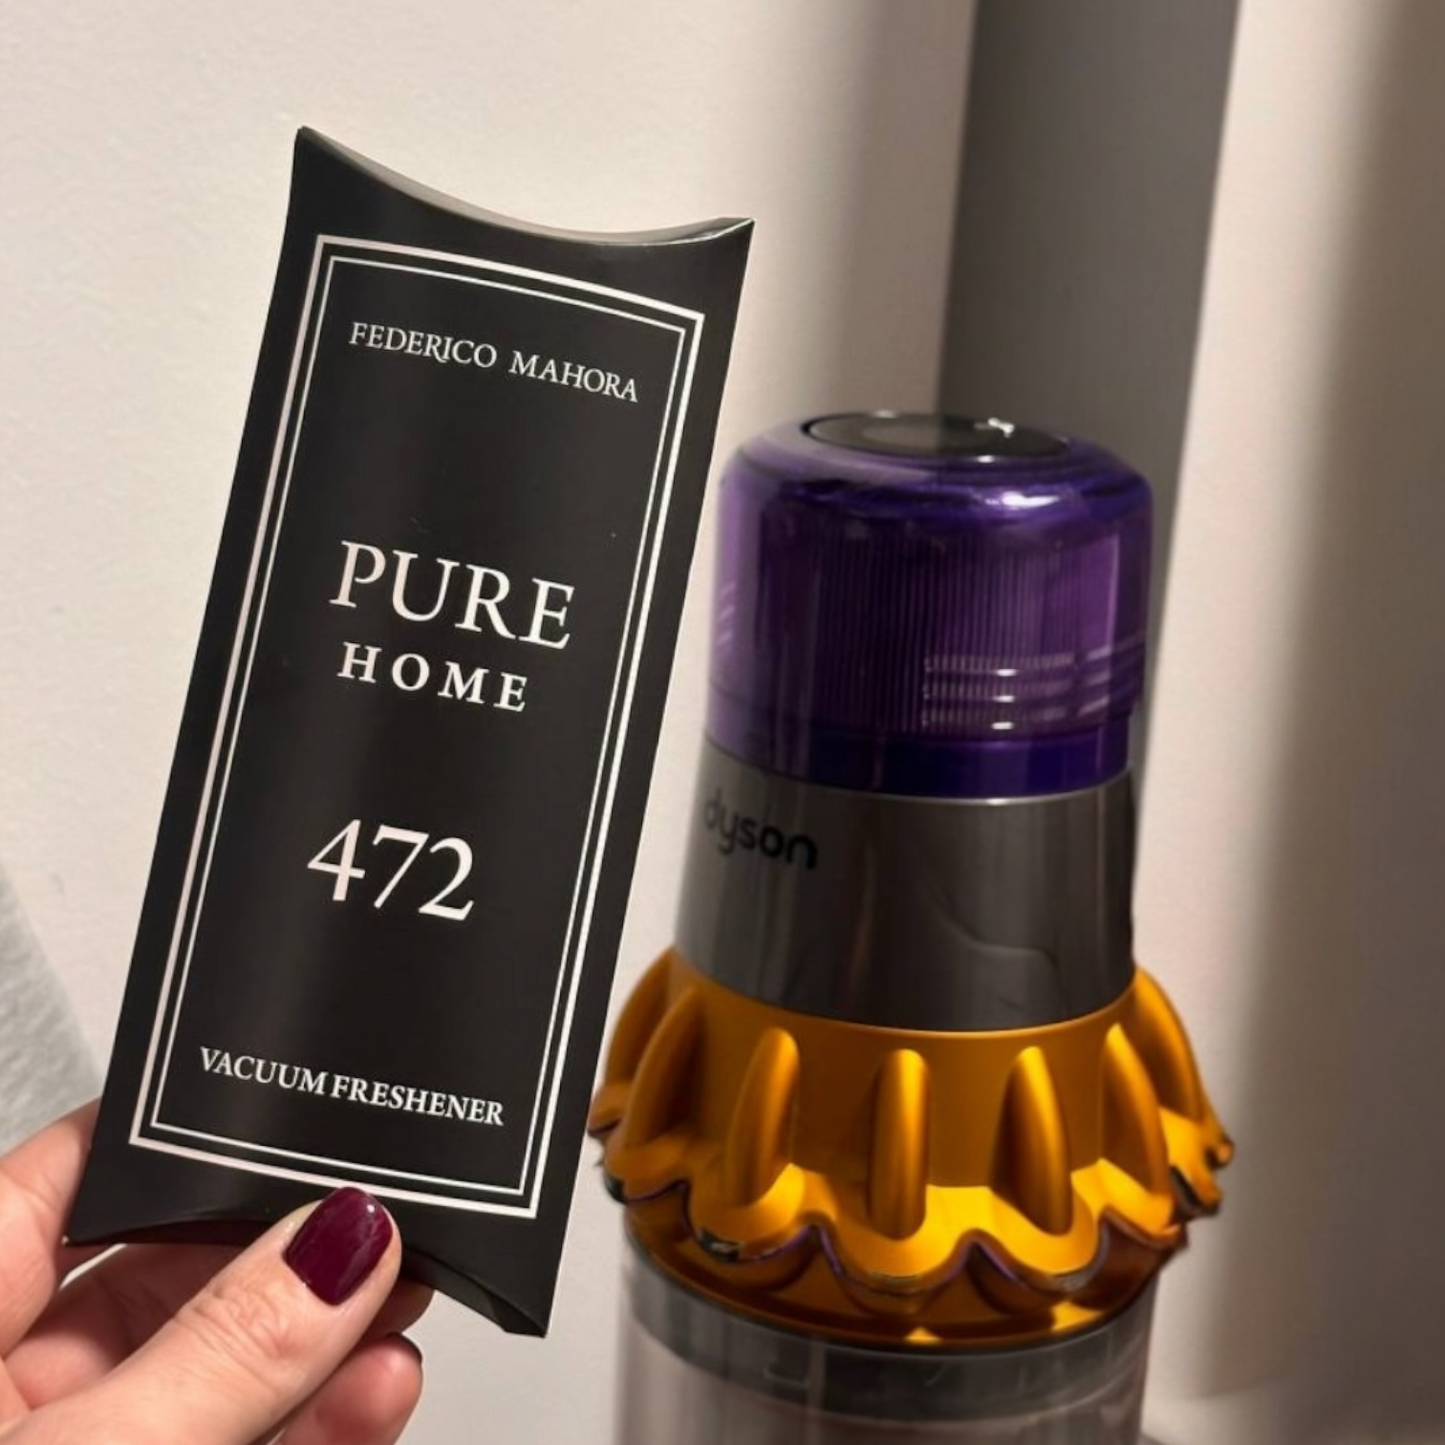 FEDERICO MAHORA
PURE
HOME
472
VACUUM FRESHENER
dyson